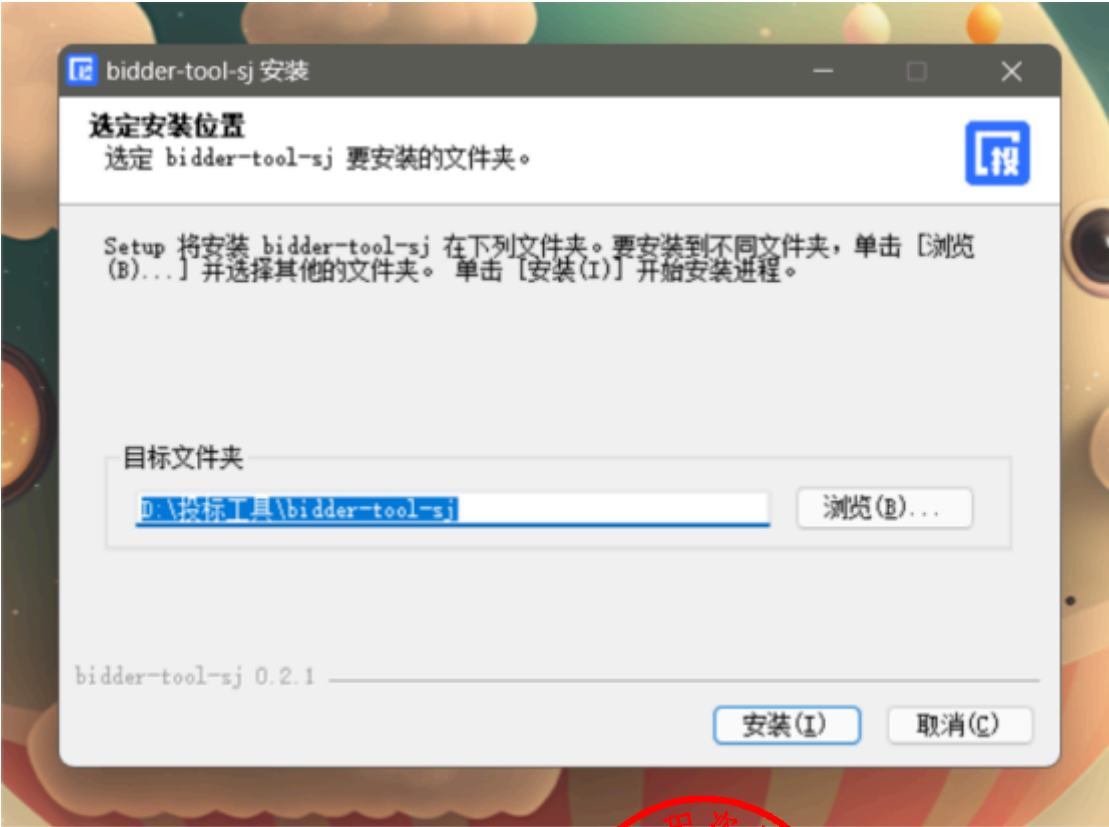 bidder-tool-sj 安装
选定安装位置
选定 bidder-tool-sj 要安装的文件夹。
投
Setup 将安装 bidder-tool-sj 在下列文件夹。要安装到不同文件夹，单击 [浏览
(B)...] 并选择其他的文件夹。 单击 [安装(I)] 开始安装进程。
目标文件夹
D:\投标工具\bidder-tool-sj
浏览(B)...
bidder-tool-sj 0.2.1
安装(I)
取消(C)